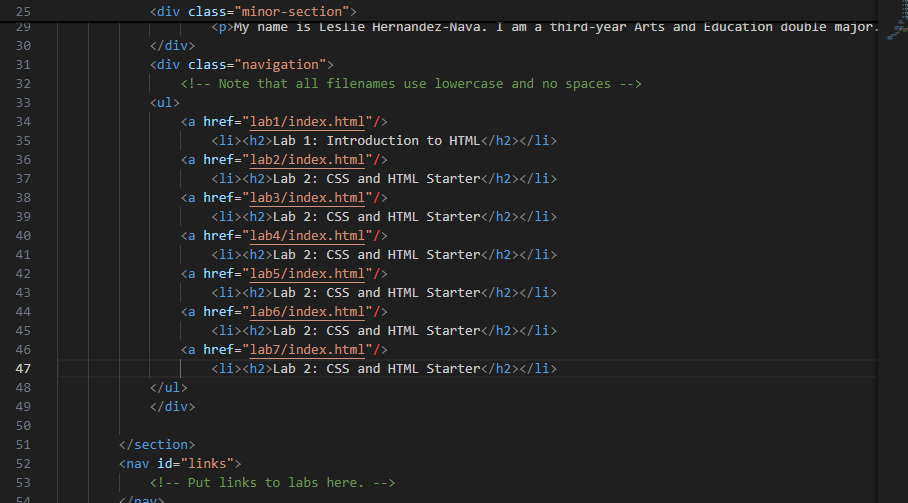 25 <div class="minor-section">
29 <p>My name is Leslie Hernandez-Nava. I am a third-year Arts and Education double major.
30 </div>
31 <div class="navigation">
32 <!-- Note that all filenames use lowercase and no spaces -->
33 <ul>
34 <a href="lab1/index.html"/>
35 <li><h2>Lab 1: Introduction to HTML</h2></li>
36 <a href="lab2/index.html"/>
37 <li><h2>Lab 2: CSS and HTML Starter</h2></li>
38 <a href="lab3/index.html"/>
39 <li><h2>Lab 2: CSS and HTML Starter</h2></li>
40 <a href="lab4/index.html"/>
41 <li><h2>Lab 2: CSS and HTML Starter</h2></li>
42 <a href="lab5/index.html"/>
43 <li><h2>Lab 2: CSS and HTML Starter</h2></li>
44 <a href="lab6/index.html"/>
45 <li><h2>Lab 2: CSS and HTML Starter</h2></li>
46 <a href="lab7/index.html"/>
47 <li><h2>Lab 2: CSS and HTML Starter</h2></li>
48 </ul>
49 </div>
50
51 </section>
52 <nav id="links">
53 <!-- Put links to labs here. -->
54 </nav>